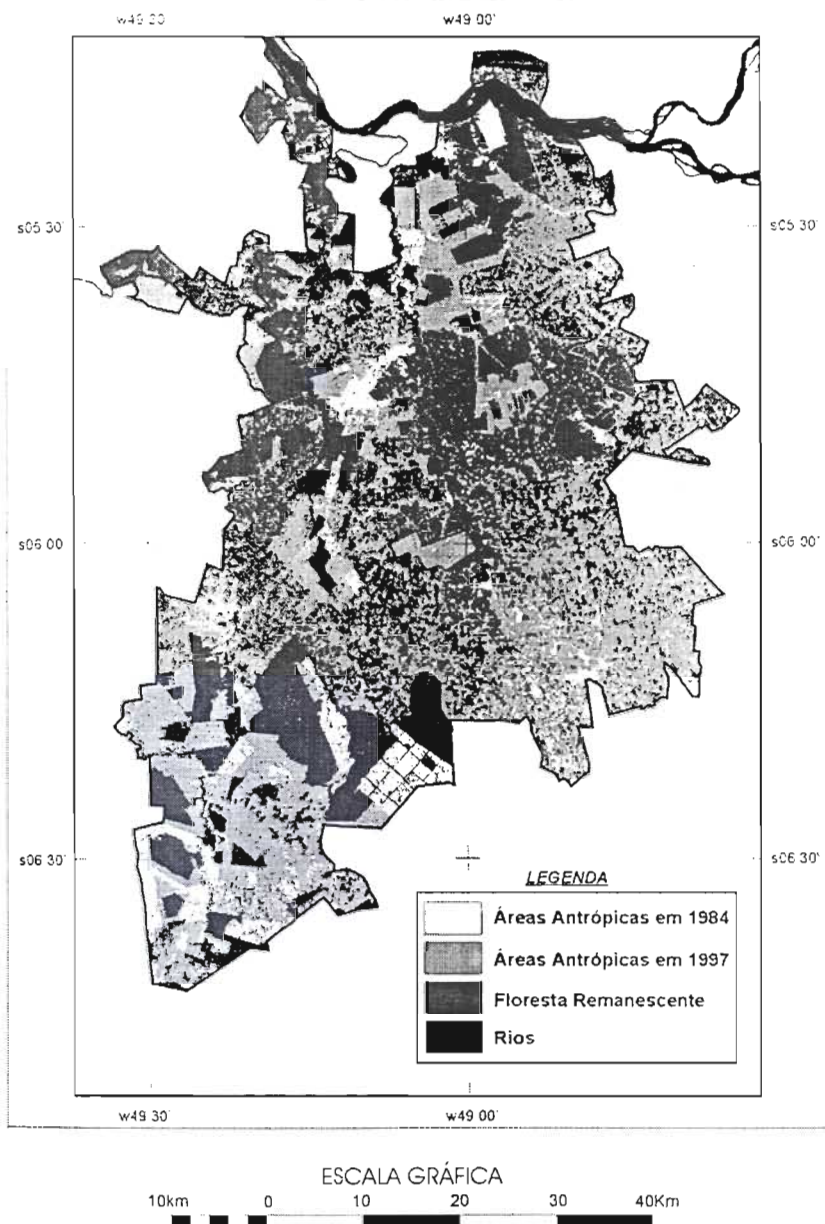 w49 00'
s05 30'
s05 30'
s06 00'
s06 00'
s06 30'
s06 30'
LEGENDA
Áreas Antrópicas em 1984
Áreas Antrópicas em 1997
Floresta Remanescente
Rios
w49 30'
w49 00'
ESCALA GRÁFICA
10km 0 10 20 30 40Km